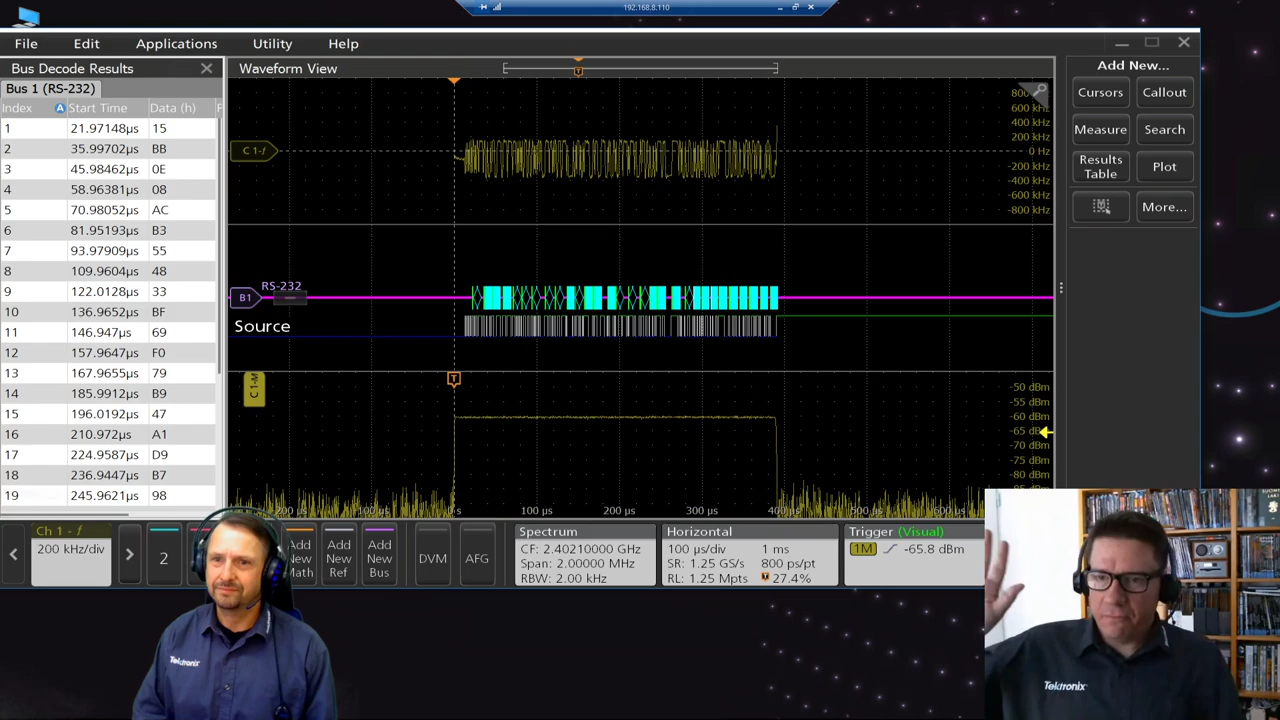 192.168.8.110
File Edit Applications Utility Help
Bus Decode Results
Bus 1 (RS-232)
Index Start Time Data (h)
1 21.97148µs 15
2 35.99702µs BB
3 45.98462µs 0E
4 58.96381µs 08
5 70.98052µs AC
6 81.95193µs B3
7 93.97909µs 55
8 109.9604µs 48
9 122.0128µs 33
10 136.9652µs BF
11 146.947µs 69
12 157.9647µs F0
13 167.9655µs 79
14 185.9912µs B9
15 196.0192µs 47
16 210.972µs A1
17 224.9587µs D9
18 236.9447µs B7
19 245.9621µs 98
Waveform View
T
C 1-f
600 kHz
400 kHz
200 kHz
0 Hz
-200 kHz
-400 kHz
-600 kHz
-800 kHz
B1 RS-232
Source
T
C 1-M
-50 dBm
-55 dBm
-60 dBm
-65
-70 dBm
-75 dBm
-80 dBm
0 s 100 µs 200 µs 300 µs 400 µs 500 µs 600 µs
Add New...
Cursors Callout
Measure Search
Results
Table
Plot
More...
Ch 1 - f
200 kHz/div
2
Add
New
Math
Add
New
Ref
Add
New
Bus
DVM
AFG
Spectrum
CF: 2.40210000 GHz
Span: 2.00000 MHz
RBW: 2.00 kHz
Horizontal
100 µs/div 1 ms
SR: 1.25 GS/s 800 ps/pt
RL: 1.25 Mpts T 27.4%
Trigger (Visual)
1M -65.8 dBm
Tektronix
Tektronix